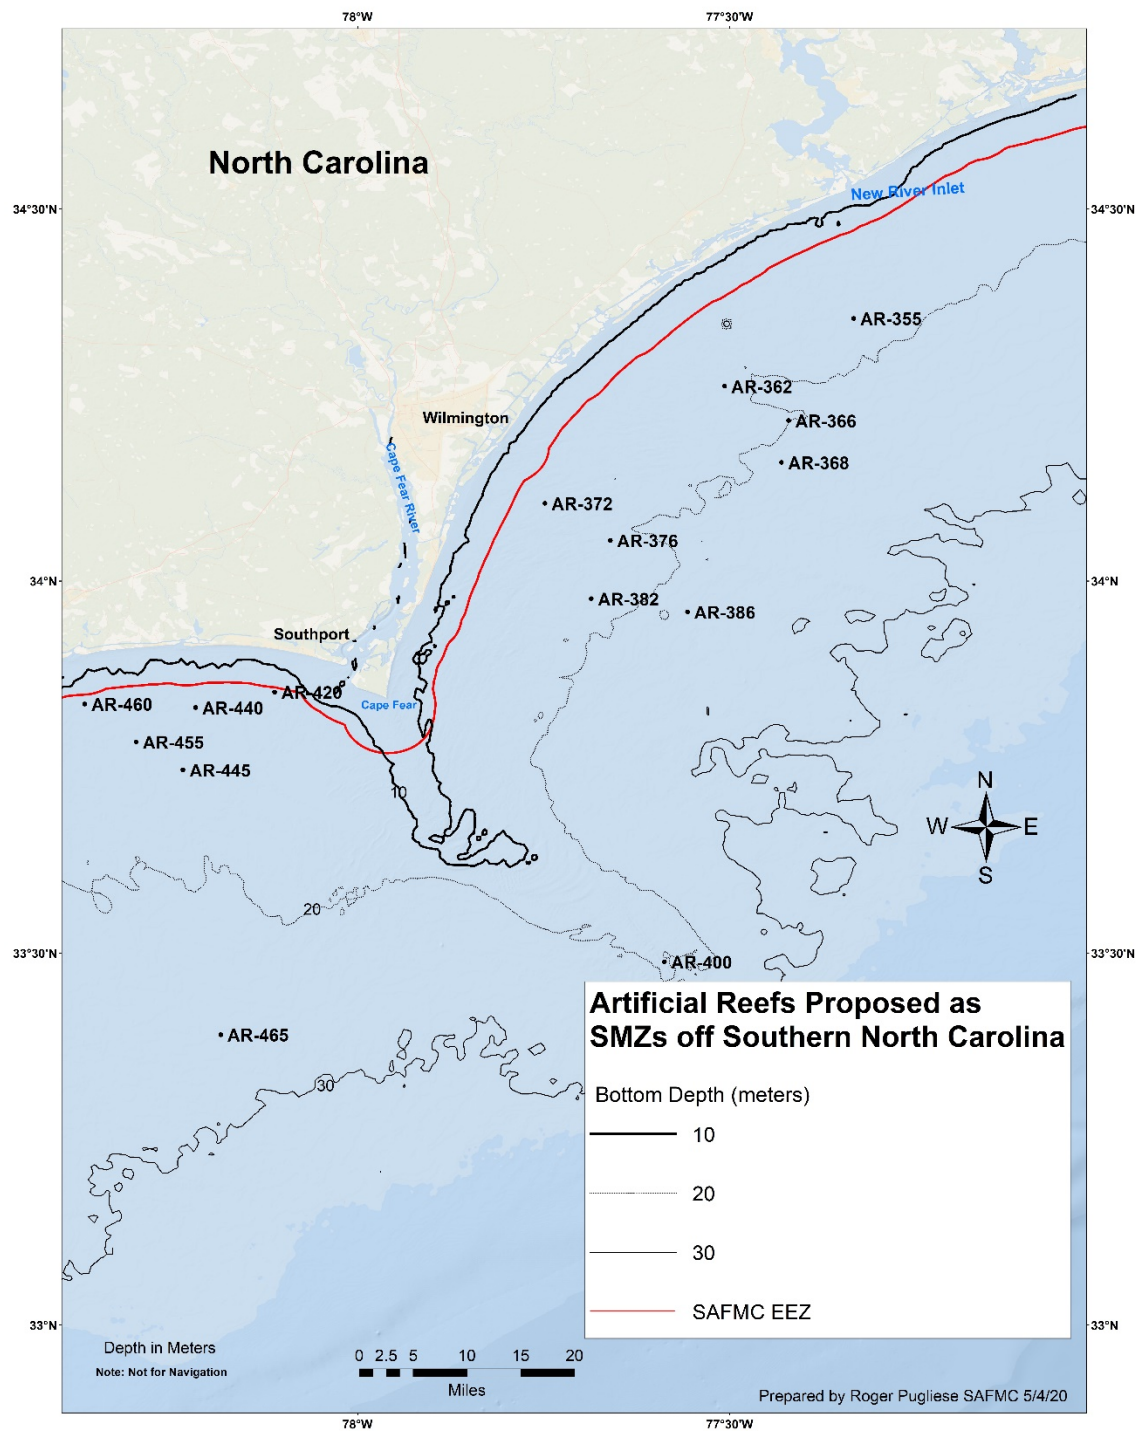 78°W
77°30'W
North Carolina
New River Inlet
34°30'N
34°30'N
AR-355
AR-362
Wilmington
AR-366
Cape Fear River
AR-368
AR-372
AR-376
34°N
34°N
AR-382
AR-386
Southport
AR-420
AR-460
AR-440
Cape Fear
AR-455
AR-445
10
N
W
E
S
20
33°30'N
33°30'N
AR-400
AR-465
30
Artificial Reefs Proposed as
SMZs off Southern North Carolina
Bottom Depth (meters)
10
20
30
SAFMC EEZ
33°N
33°N
Depth in Meters
Note: Not for Navigation
0 2.5 5 10 15 20
Miles
Prepared by Roger Pugliese SAFMC 5/4/20
78°W
77°30'W